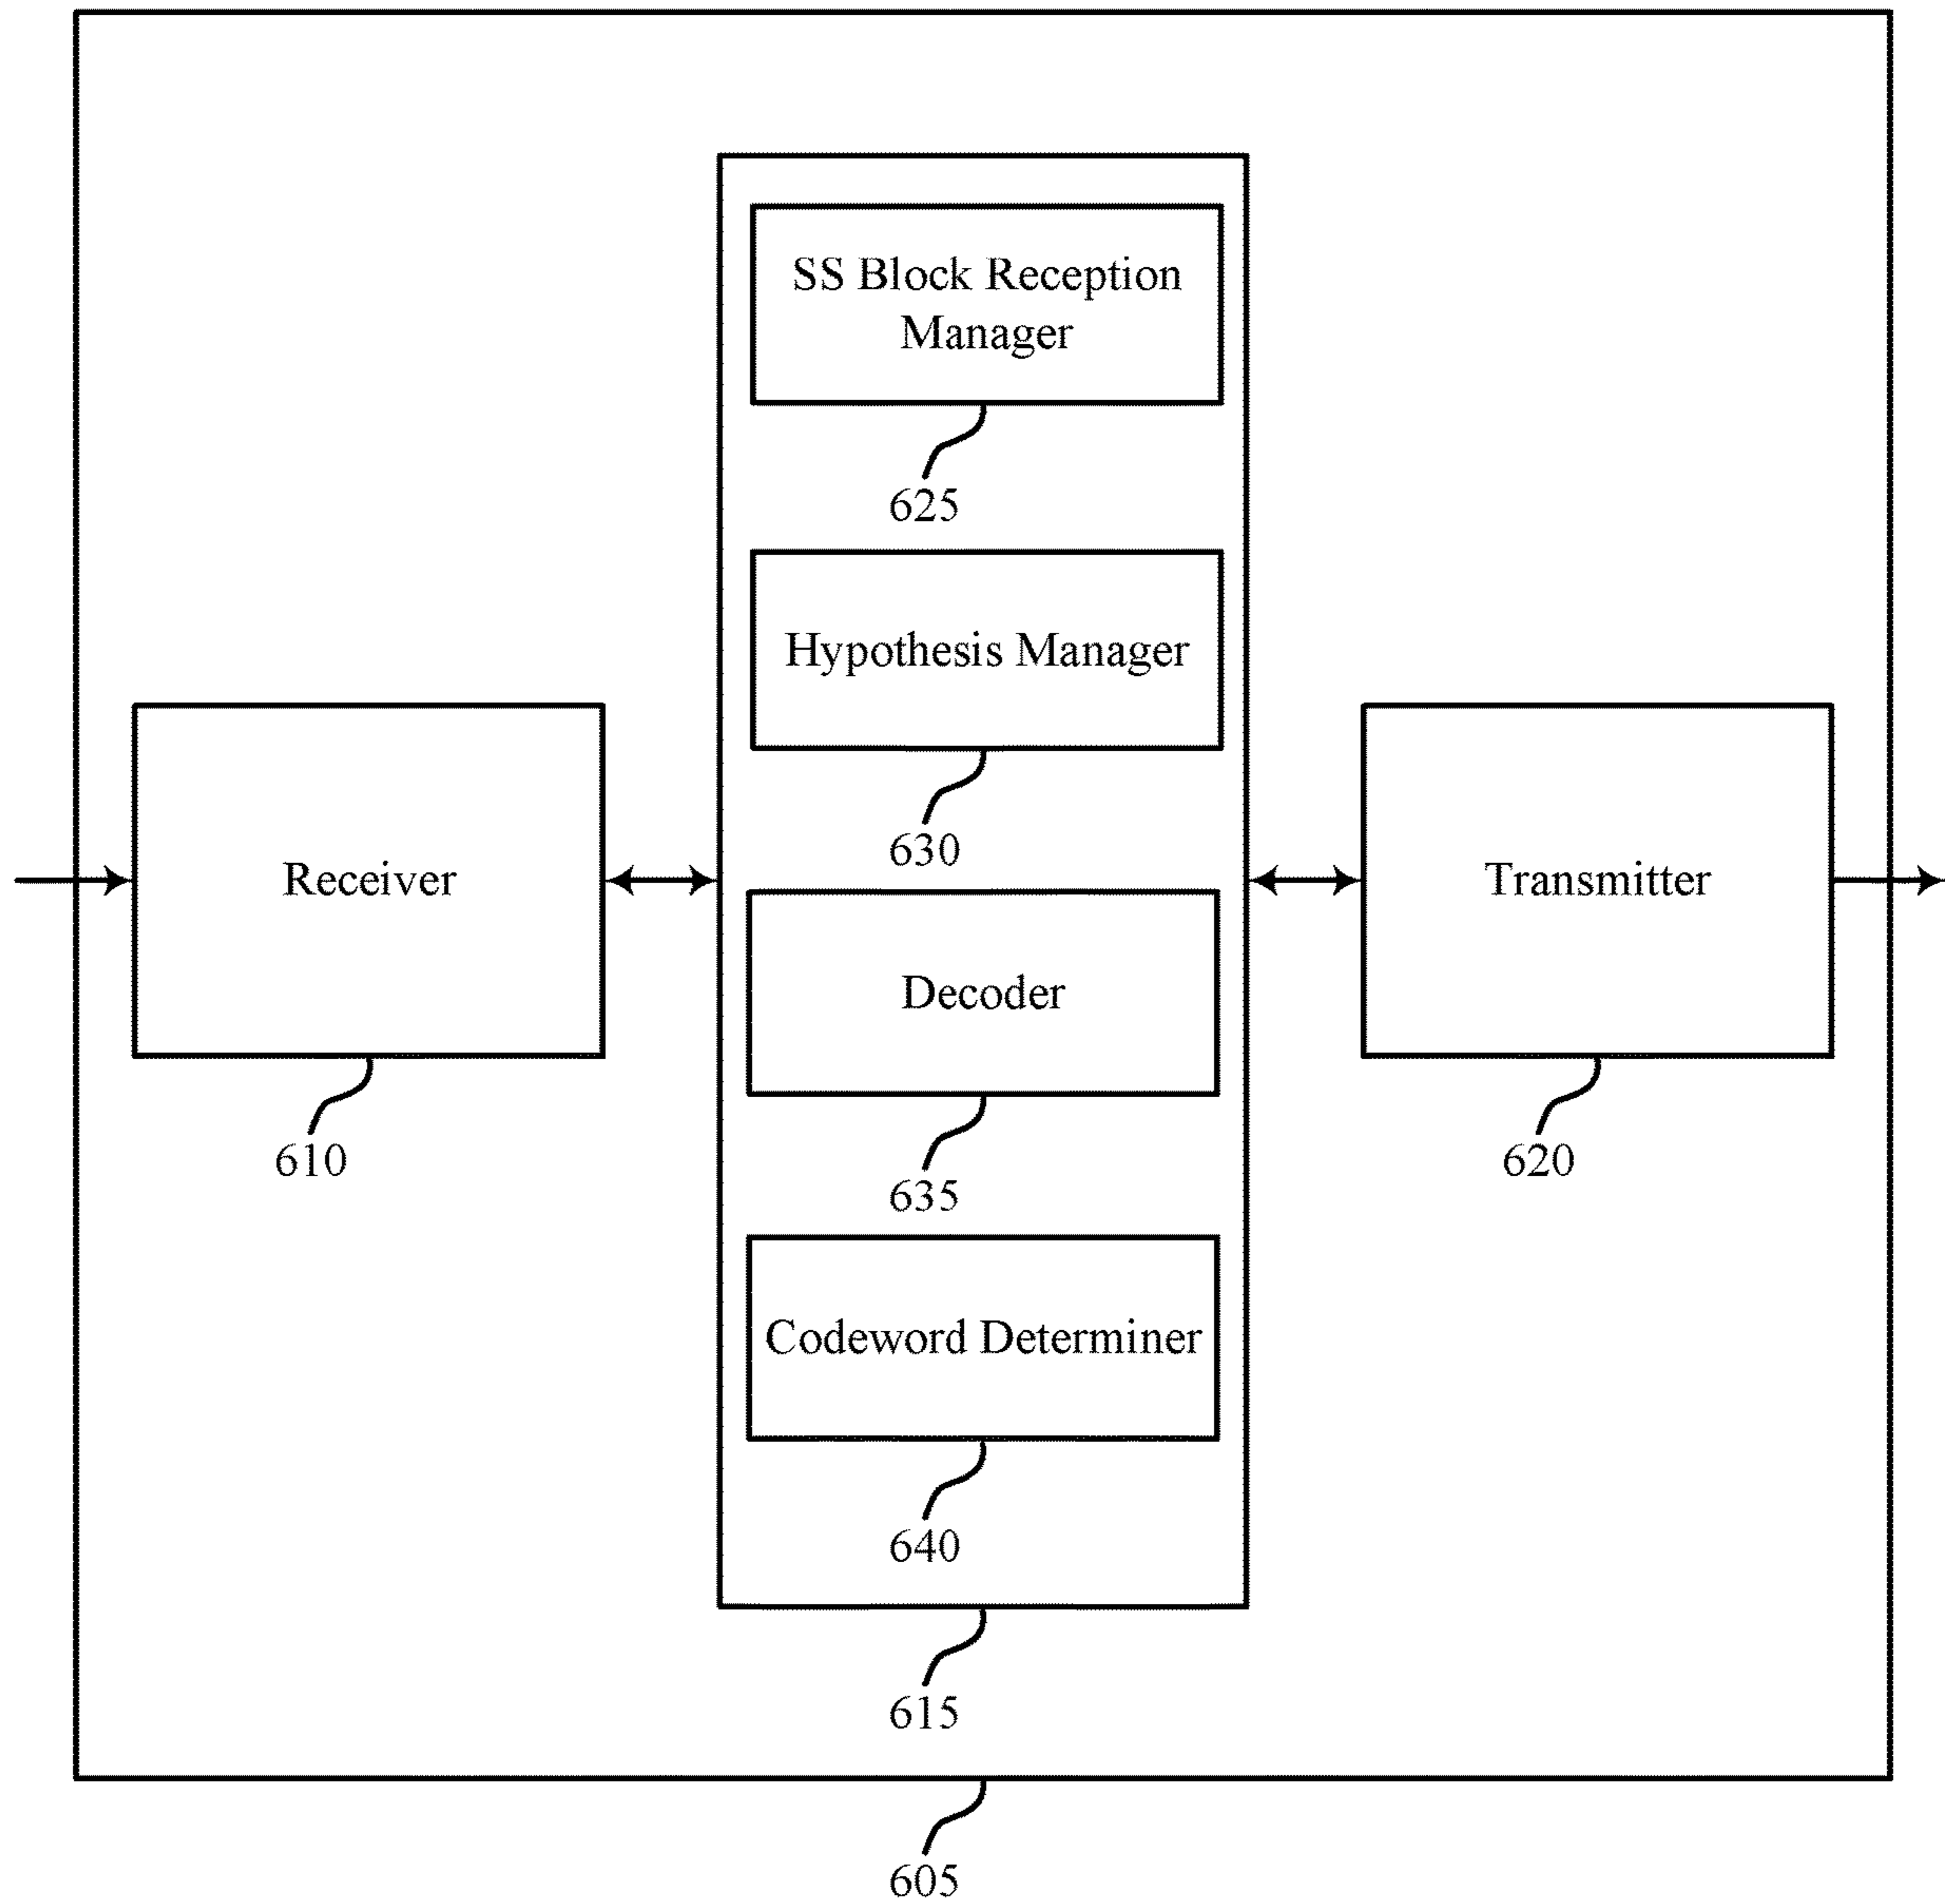 SS Block Reception
Manager
625
Hypothesis Manager
630
Receiver
610
Decoder
635
Transmitter
620
Codeword Determiner
640
615
605